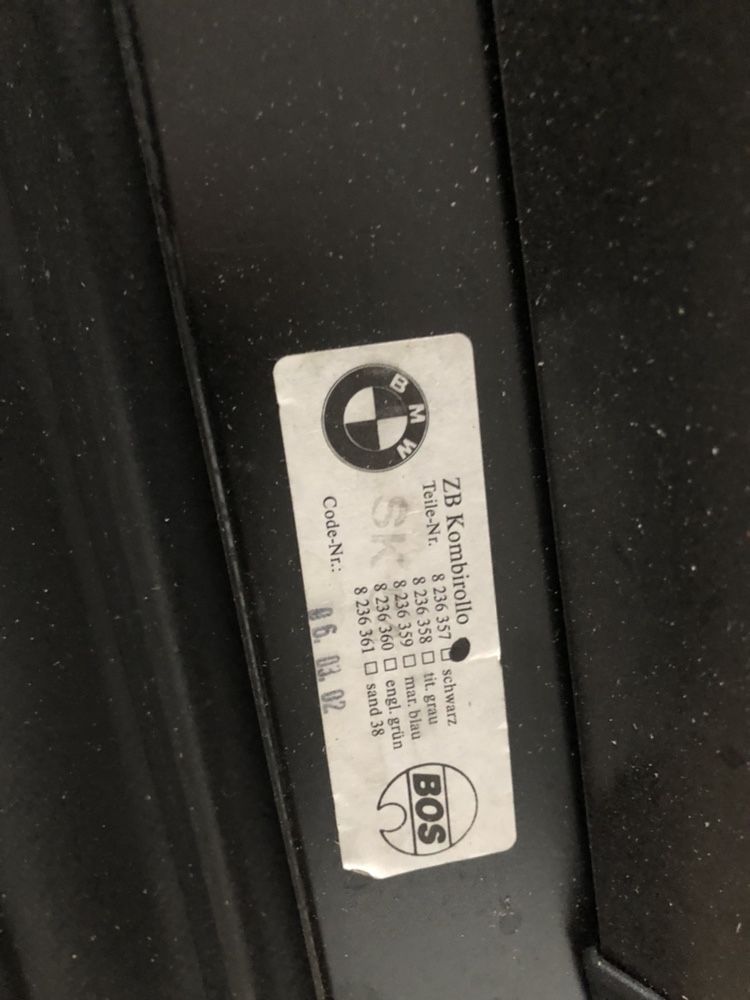 BMW
ZB Kombirollo
Teile-Nr. 8 236 357 schwarz
8 236 358 □ tit. grau
8 236 359 □ mar. blau
8 236 360 □ engl. grün
8 236 361 □ sand 38
SK
Code-Nr.: 06. 03. 02
BOS